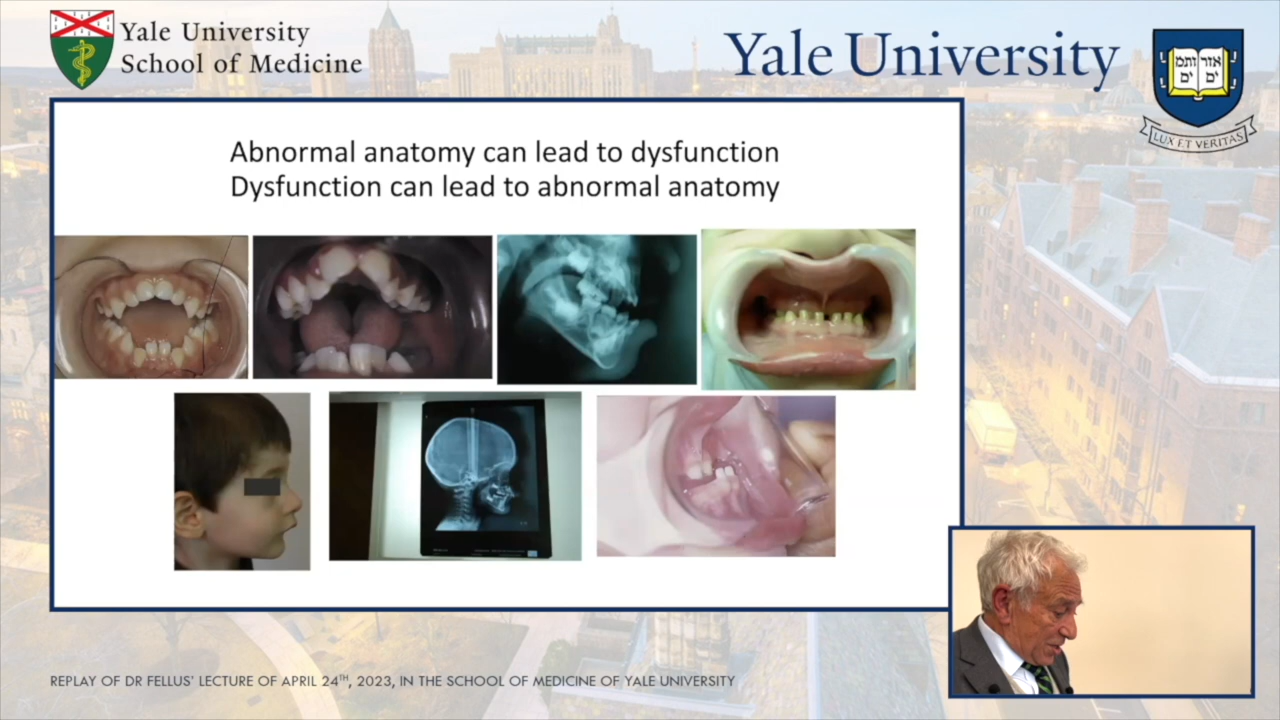 Yale University
School of Medicine
Yale University
אורים
ותמים
LUX ET VERITAS
Abnormal anatomy can lead to dysfunction
Dysfunction can lead to abnormal anatomy
REPLAY OF DR FELLUS' LECTURE OF APRIL 24TH, 2023, IN THE SCHOOL OF MEDICINE OF YALE UNIVERSITY